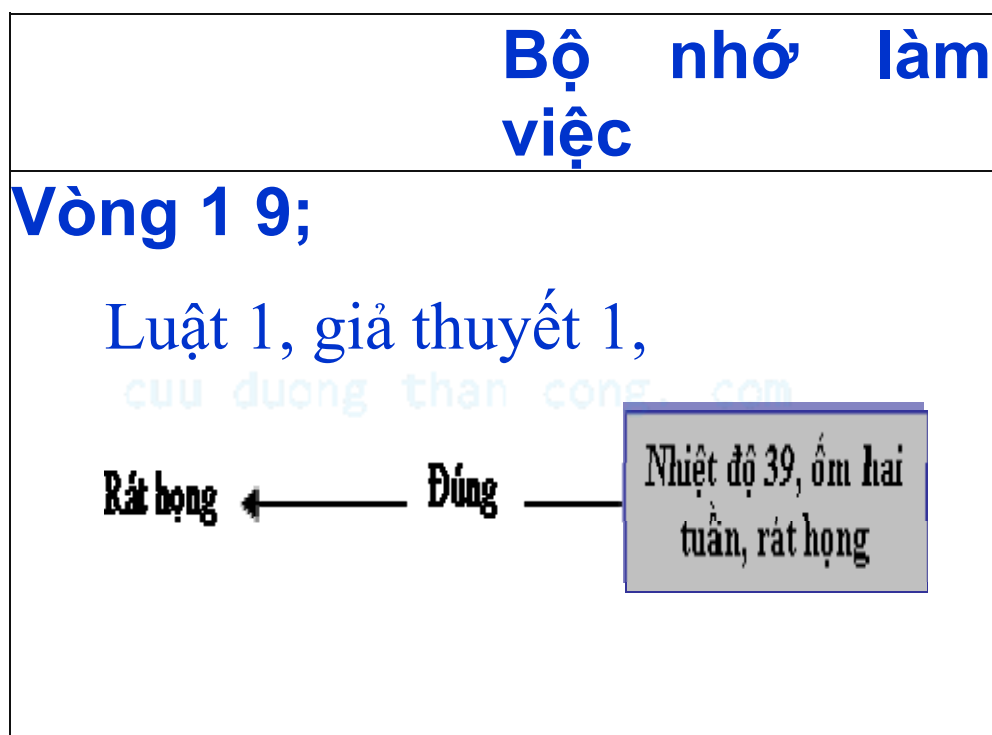 Bộ nhớ làm
việc
Vòng 1 9;
Luật 1, giả thuyết 1,
cuu duong than cong. com
Rát họng
Đúng
Nhiệt độ 39, ốm hai
tuần, rát họng